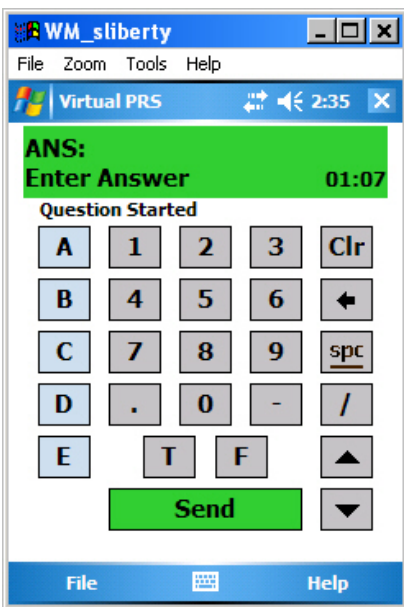 WM_sliberty
File Zoom Tools Help
Virtual PRS 2:35
ANS:
Enter Answer 01:07
Question Started
A 1 2 3 Clr
B 4 5 6
C 7 8 9 spc
D . 0 - /
E T F
Send
File Help